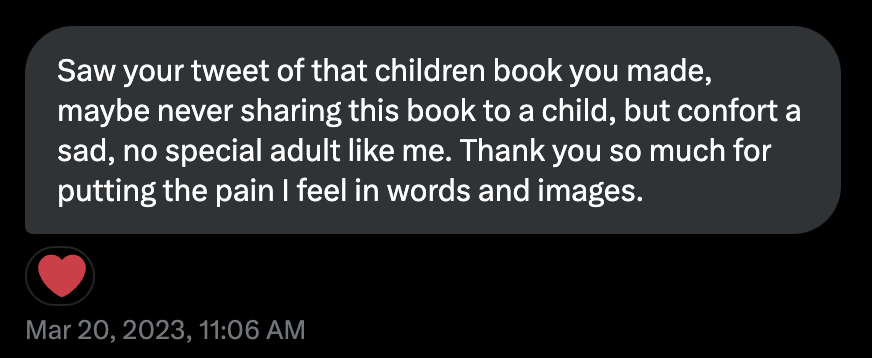 Saw your tweet of that children book you made,
maybe never sharing this book to a child, but confort a
sad, no special adult like me. Thank you so much for
putting the pain I feel in words and images.
Mar 20, 2023, 11:06 AM